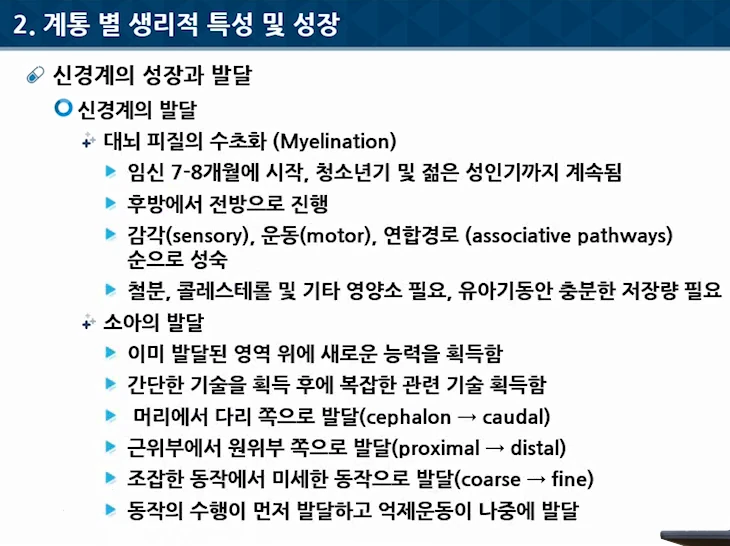 2. 계통 별 생리적 특성 및 성장
신경계의 성장과 발달
신경계의 발달
대뇌 피질의 수초화 (Myelination)
임신 7-8개월에 시작, 청소년기 및 젊은 성인기까지 계속됨
후방에서 전방으로 진행
감각(sensory), 운동(motor), 연합경로 (associative pathways)
순으로 성숙
철분, 콜레스테롤 및 기타 영양소 필요, 유아기동안 충분한 저장량 필요
소아의 발달
이미 발달된 영역 위에 새로운 능력을 획득함
간단한 기술을 획득 후에 복잡한 관련 기술 획득함
머리에서 다리 쪽으로 발달(cephalon → caudal)
근위부에서 원위부 쪽으로 발달(proximal → distal)
조잡한 동작에서 미세한 동작으로 발달(coarse → fine)
동작의 수행이 먼저 발달하고 억제운동이 나중에 발달